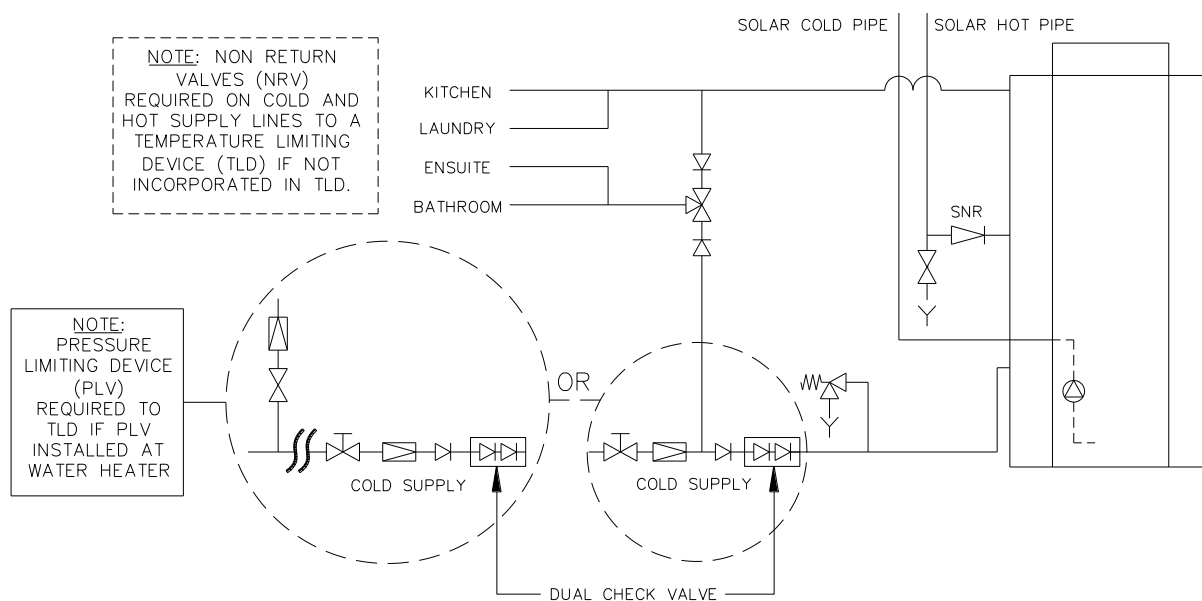 SOLAR COLD PIPE
SOLAR HOT PIPE
NOTE: NON RETURN
VALVES (NRV)
REQUIRED ON COLD AND
HOT SUPPLY LINES TO A
TEMPERATURE LIMITING
DEVICE (TLD) IF NOT
INCORPORATED IN TLD.
KITCHEN
LAUNDRY
ENSUITE
BATHROOM
SNR
NOTE:
PRESSURE
LIMITING DEVICE
(PLV)
REQUIRED TO
TLD IF PLV
INSTALLED AT
WATER HEATER
OR
COLD SUPPLY
COLD SUPPLY
DUAL CHECK VALVE